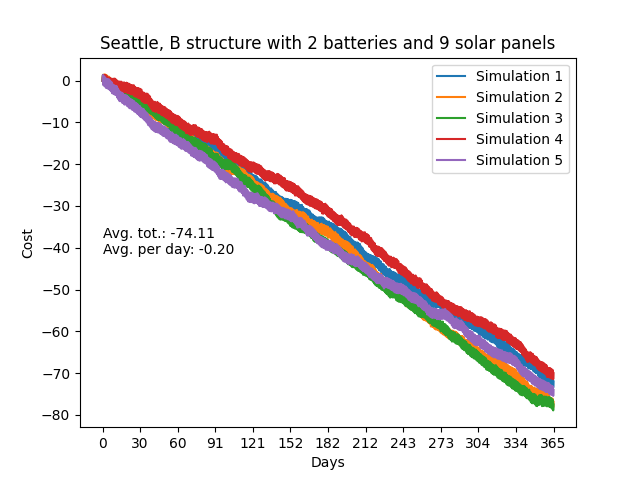 Seattle, B structure with 2 batteries and 9 solar panels
Simulation 1
Simulation 2
Simulation 3
Simulation 4
Simulation 5
0
−10
−20
−30
−40
−50
−60
−70
−80
Cost
Avg. tot.: -74.11
Avg. per day: -0.20
0 30 60 91 121 152 182 212 243 273 304 334 365
Days